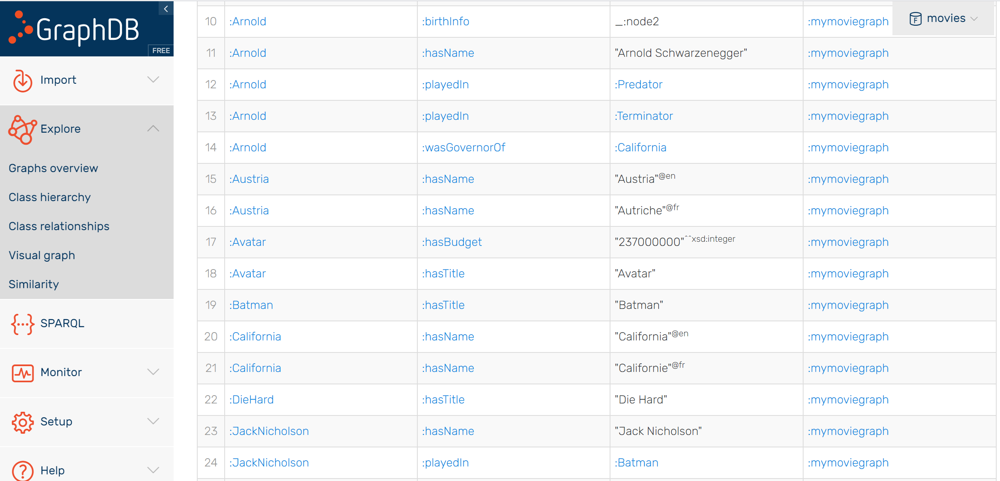 GraphDB
FREE
Import
Explore
Graphs overview
Class hierarchy
Class relationships
Visual graph
Similarity
SPARQL
Monitor
Setup
Help
movies
10 :Arnold :birthInfo _:node2 :mymoviegraph
11 :Arnold :hasName "Arnold Schwarzenegger" :mymoviegraph
12 :Arnold :playedIn :Predator :mymoviegraph
13 :Arnold :playedIn :Terminator :mymoviegraph
14 :Arnold :wasGovernorOf :California :mymoviegraph
15 :Austria :hasName "Austria"@en :mymoviegraph
16 :Austria :hasName "Autriche"@fr :mymoviegraph
17 :Avatar :hasBudget "237000000"^^xsd:integer :mymoviegraph
18 :Avatar :hasTitle "Avatar" :mymoviegraph
19 :Batman :hasTitle "Batman" :mymoviegraph
20 :California :hasName "California"@en :mymoviegraph
21 :California :hasName "Californie"@fr :mymoviegraph
22 :DieHard :hasTitle "Die Hard" :mymoviegraph
23 :JackNicholson :hasName "Jack Nicholson" :mymoviegraph
24 :JackNicholson :playedIn :Batman :mymoviegraph